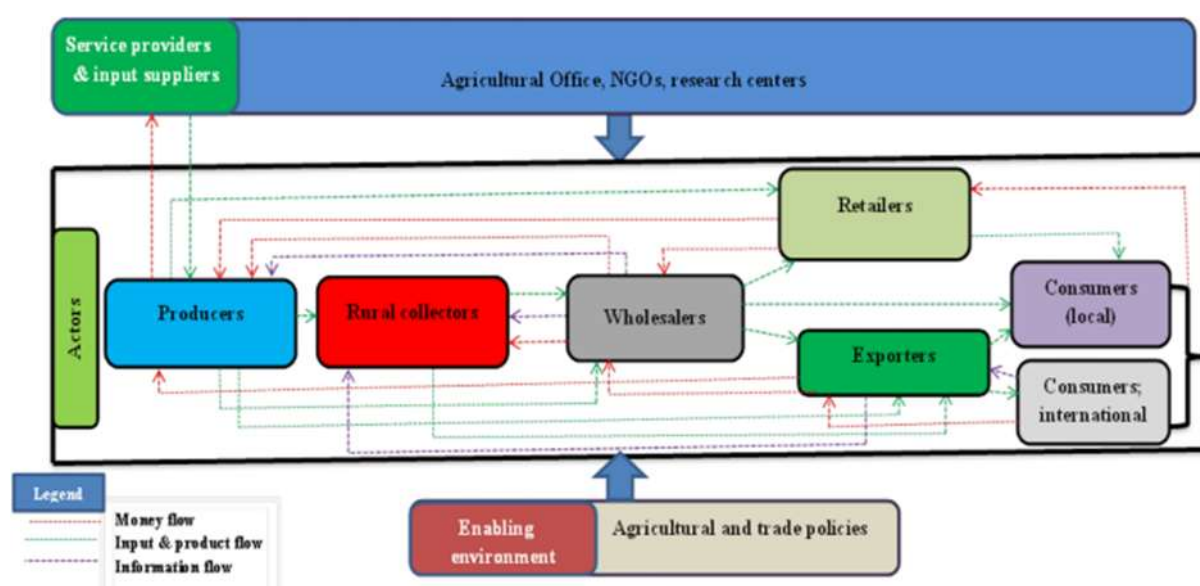 Service providers
& input suppliers
Agricultural Office, NGOs, research centers
Retailers
Actors
Producers
Rural collectors
Wholesalers
Consumers
(local)
Exporters
Consumers;
international
Legend
Money flow
Input & product flow
Information flow
Enabling
environment
Agricultural and trade policies